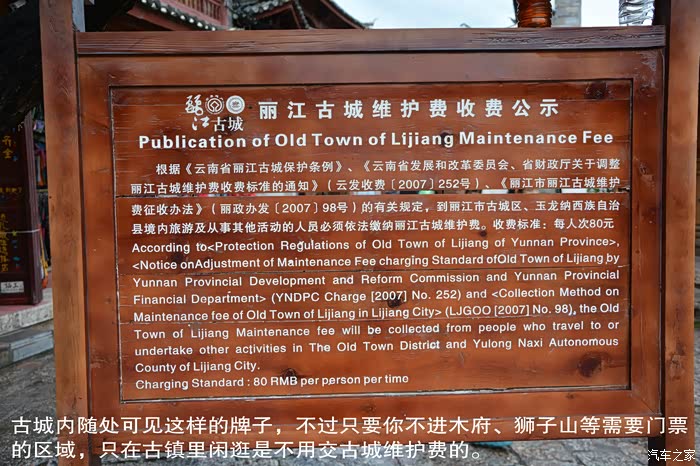 丽江古城
丽江古城维护费收费公示
Publication of Old Town of Lijiang Maintenance Fee
根据《云南省丽江古城保护条例》、《云南省发展和改革委员会、省财政厅关于调整
丽江古城维护费收费标准的通知》（云发收费【2007】252号）、《丽江市丽江古城维护
费征收办法》（丽政办发【2007】98号）的有关规定，到丽江市古城区、玉龙纳西族自治
县境内旅游及从事其他活动的人员必须依法缴纳丽江古城维护费。收费标准：每人次80元
According to<Protection Regulations of Old Town of Lijiang of Yunnan Province>,
<Notice onAdjustment of Maintenance Fee charging Standard ofOld Town of Lijiang by
Yunnan Provincial Development and Reform Commission and Yunnan Provincial
Financial Department> (YNDPC Charge [2007] No. 252) and <Collection Method on
Maintenance fee of Old Town of Lijiang in Lijiang City> (LJGOO [2007] No. 98), the Old
Town of Lijiang Maintenance fee will be collected from people who travel to or
undertake other activities in The Old Town District and Yulong Naxi Autonomous
County of Lijiang City.
Charging Standard : 80 RMB per person per time
古城内随处可见这样的牌子，不过只要你不进木府、狮子山等需要门票
的区域，只在古镇里闲逛是不用交古城维护费的。
汽车之家